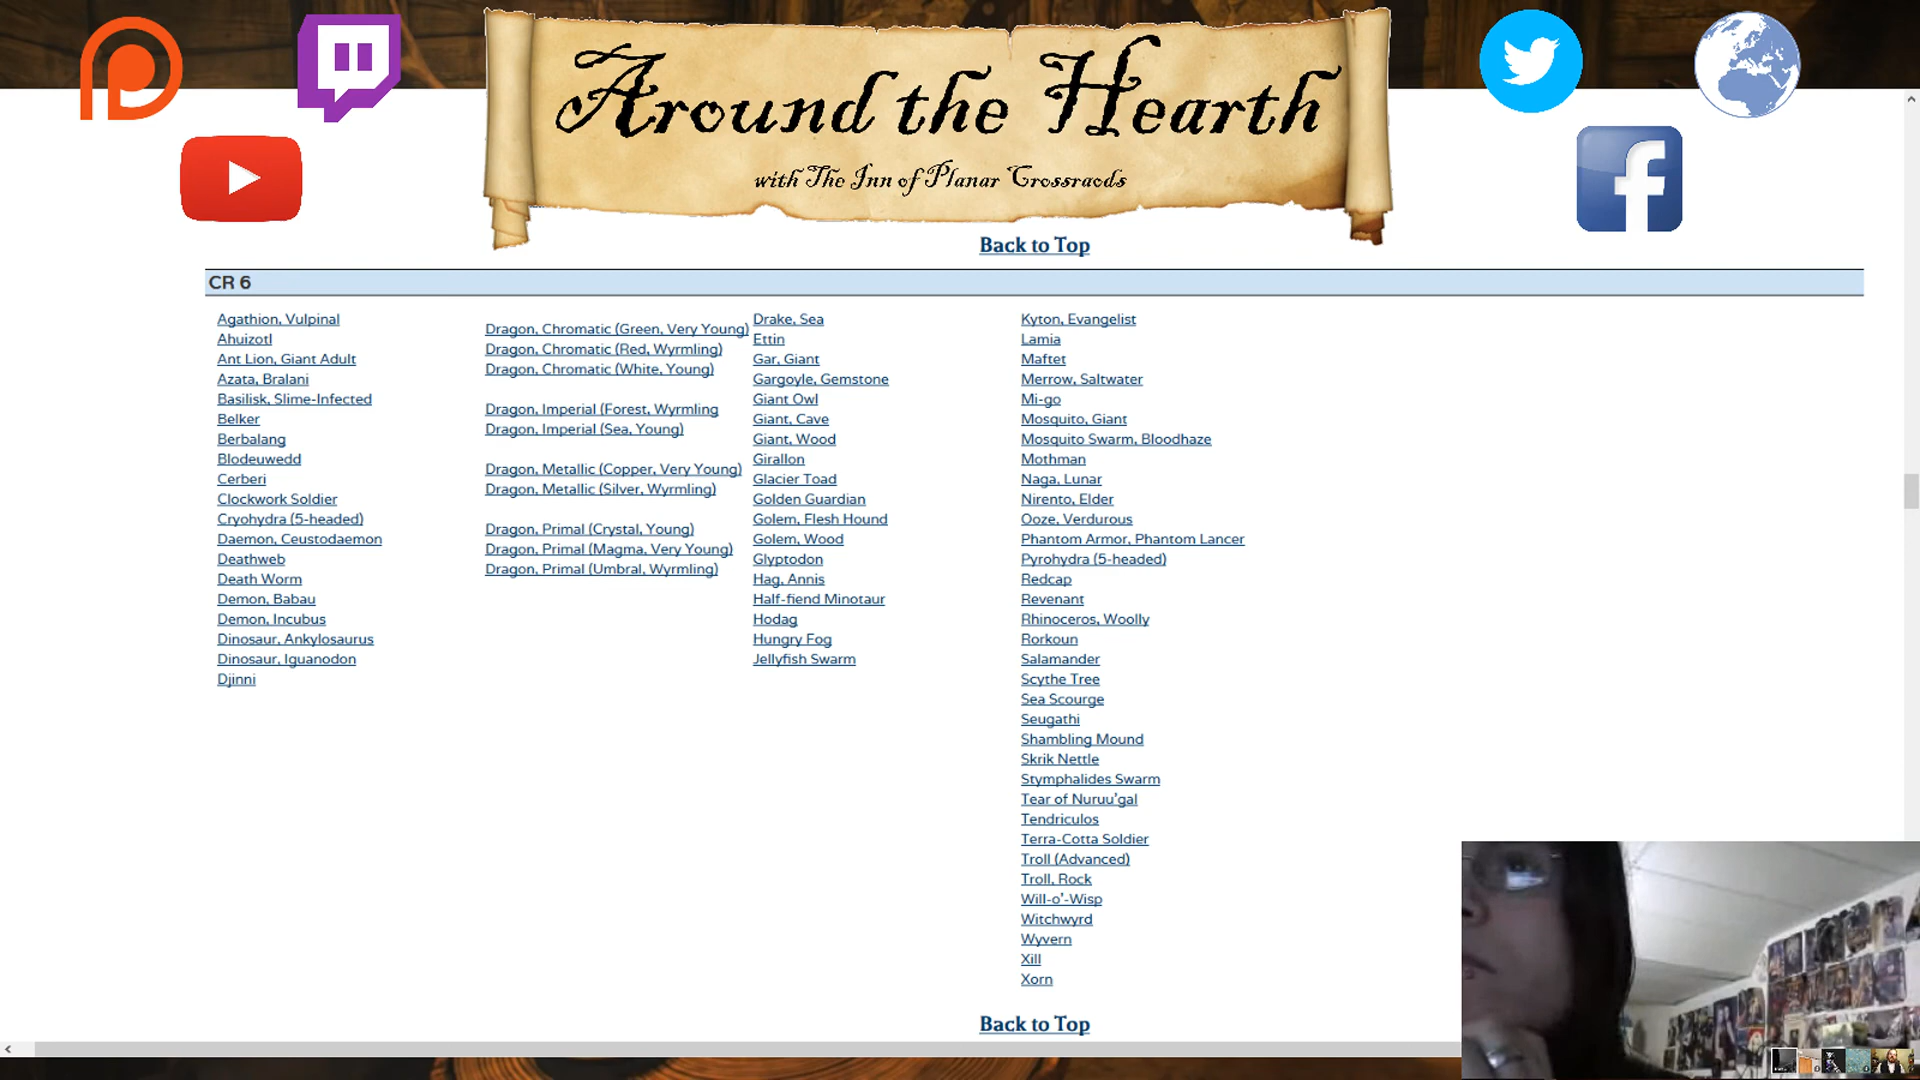 Around the Hearth
with The Inn of Planar Crossraods
Back to Top
CR 6
Agathion, Vulpinal
Ahuizotl
Ant Lion, Giant Adult
Azata, Bralani
Basilisk, Slime-Infected
Belker
Berbalang
Blodeuwedd
Cerberi
Clockwork Soldier
Cryohydra (5-headed)
Daemon, Ceustodaemon
Deathweb
Death Worm
Demon, Babau
Demon, Incubus
Dinosaur, Ankylosaurus
Dinosaur, Iguanodon
Djinni
Dragon, Chromatic (Green, Very Young)
Dragon, Chromatic (Red, Wyrmling)
Dragon, Chromatic (White, Young)
Dragon, Imperial (Forest, Wyrmling
Dragon, Imperial (Sea, Young)
Dragon, Metallic (Copper, Very Young)
Dragon, Metallic (Silver, Wyrmling)
Dragon, Primal (Crystal, Young)
Dragon, Primal (Magma, Very Young)
Dragon, Primal (Umbral, Wyrmling)
Drake, Sea
Ettin
Gar, Giant
Gargoyle, Gemstone
Giant Owl
Giant, Cave
Giant, Wood
Girallon
Glacier Toad
Golden Guardian
Golem, Flesh Hound
Golem, Wood
Glyptodon
Hag, Annis
Half-fiend Minotaur
Hodag
Hungry Fog
Jellyfish Swarm
Kyton, Evangelist
Lamia
Maftet
Merrow, Saltwater
Mi-go
Mosquito, Giant
Mosquito Swarm, Bloodhaze
Mothman
Naga, Lunar
Nirento, Elder
Ooze, Verdurous
Phantom Armor, Phantom Lancer
Pyrohydra (5-headed)
Redcap
Revenant
Rhinoceros, Woolly
Rorkoun
Salamander
Scythe Tree
Sea Scourge
Seugathi
Shambling Mound
Skrik Nettle
Stymphalides Swarm
Tear of Nuruu'gal
Tendriculos
Terra-Cotta Soldier
Troll (Advanced)
Troll, Rock
Will-o'-Wisp
Witchwyrd
Wyvern
Xill
Xorn
Back to Top